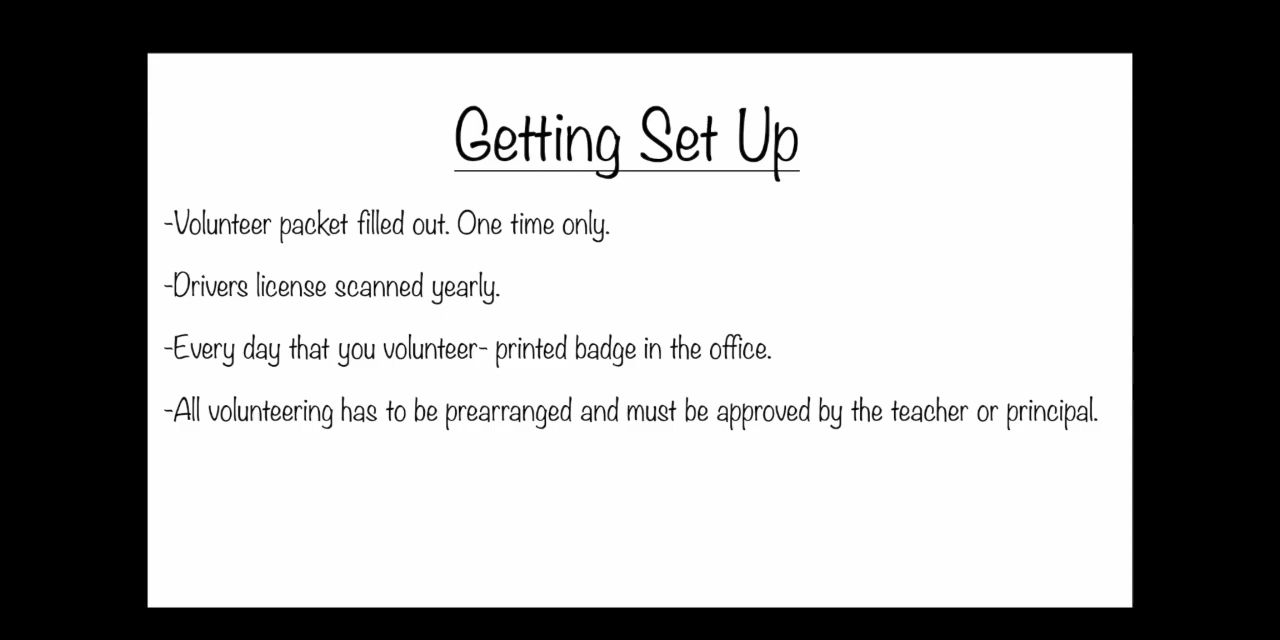 Getting Set Up
-Volunteer packet filled out. One time only.
-Drivers license scanned yearly.
-Every day that you volunteer- printed badge in the office.
-All volunteering has to be prearranged and must be approved by the teacher or principal.